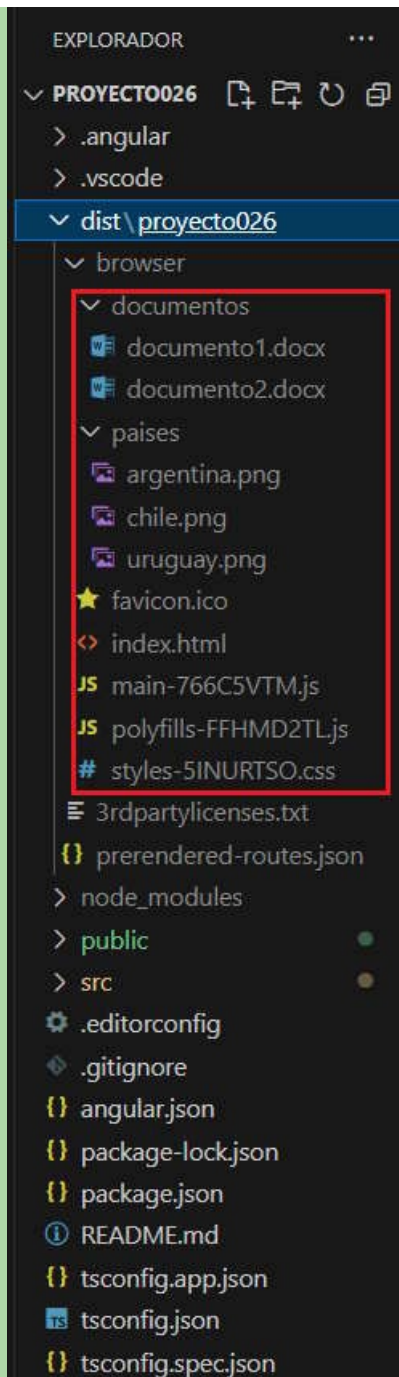 EXPLORADOR ...
PROYECTO026
.angular
.vscode
dist\proyecto026
browser
documentos
documento1.docx
documento2.docx
paises
argentina.png
chile.png
uruguay.png
favicon.ico
<> index.html
JS main-766C5VTM.js
JS polyfills-FFHMD2TL.js
# styles-5INURTSO.css
3rdpartylicenses.txt
{} prerendered-routes.json
node_modules
public
src
.editorconfig
.gitignore
{} angular.json
{} package-lock.json
{} package.json
README.md
{} tsconfig.app.json
TS tsconfig.json
{} tsconfig.spec.json